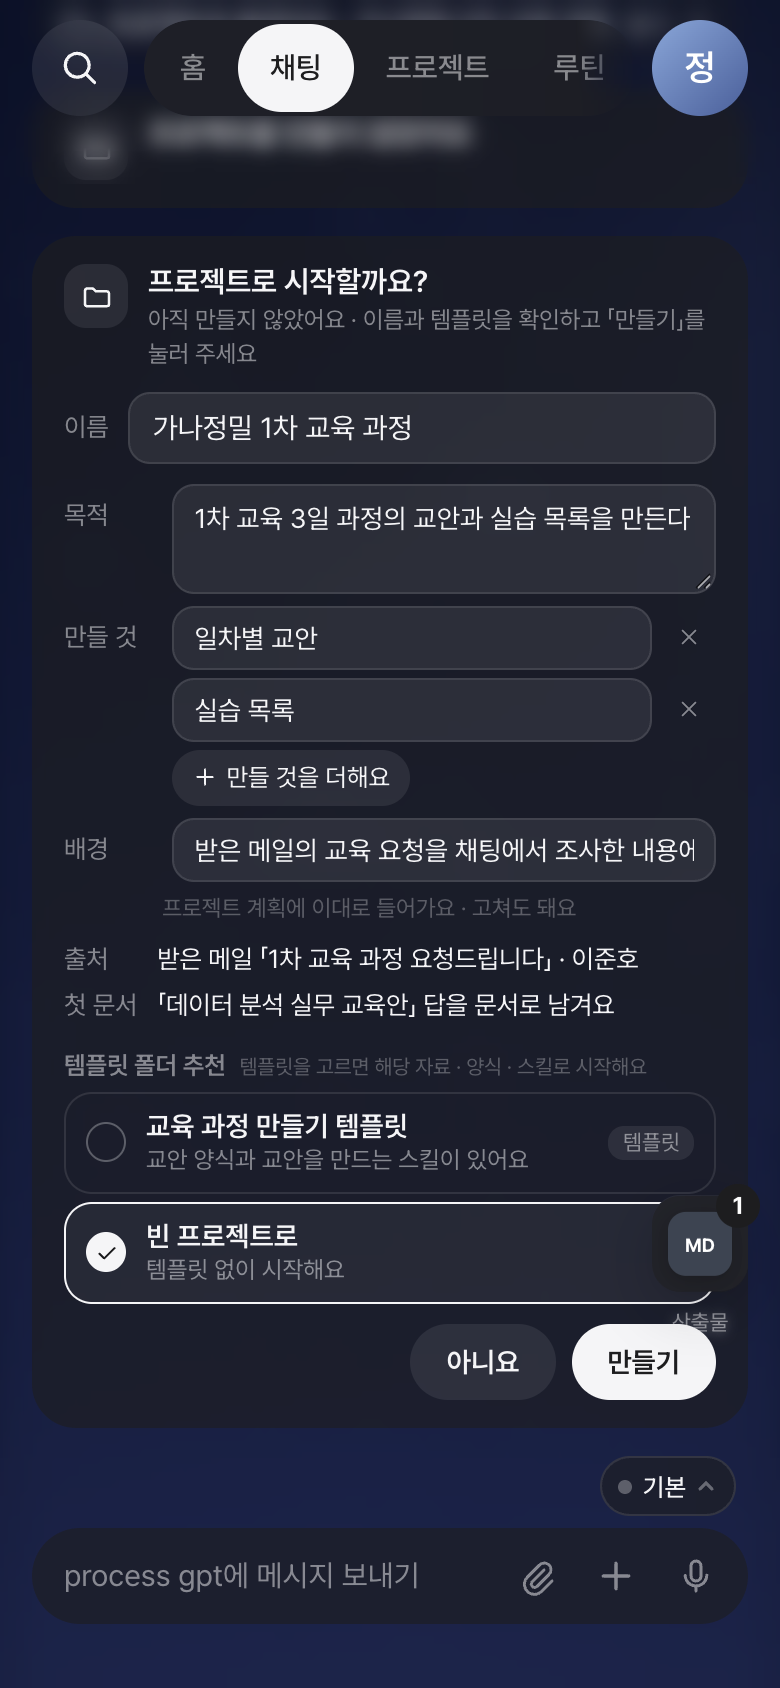 홈
채팅
프로젝트
루틴
정
프로젝트로 시작할까요?
아직 만들지 않았어요 · 이름과 템플릿을 확인하고 「만들기」를
눌러 주세요
이름
가나정밀 1차 교육 과정
목적
1차 교육 3일 과정의 교안과 실습 목록을 만든다
만들 것
일차별 교안
실습 목록
+ 만들 것을 더해요
배경
받은 메일의 교육 요청을 채팅에서 조사한 내용에
프로젝트 계획에 이대로 들어가요 · 고쳐도 돼요
출처
받은 메일 「1차 교육 과정 요청드립니다」 · 이준호
첫 문서
「데이터 분석 실무 교육안」 답을 문서로 남겨요
템플릿 폴더 추천 템플릿을 고르면 해당 자료 · 양식 · 스킬로 시작해요
교육 과정 만들기 템플릿
교안 양식과 교안을 만드는 스킬이 있어요
템플릿
1
빈 프로젝트로
MD
템플릿 없이 시작해요
산출물
아니요
만들기
기본
process gpt에 메시지 보내기